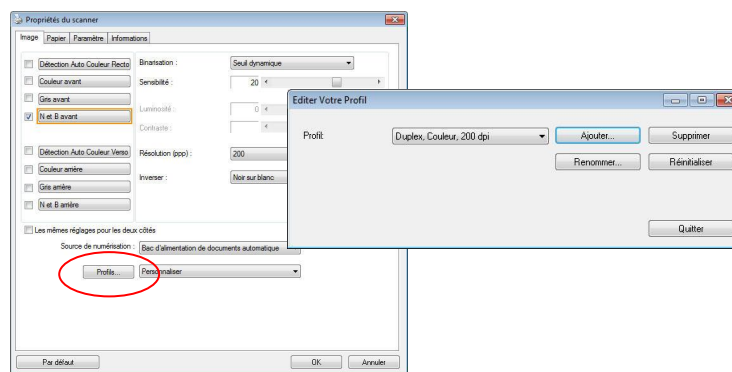 Propriétés du scanner
Image Papier Paramètre Informations
Détection Auto Couleur Recto
Couleur avant
Gris avant
N et B avant
Détection Auto Couleur Verso
Couleur arrière
Gris arrière
N et B arrière
Binarisation : Seuil dynamique
Sensibilité : 20
Luminosité : 0
Contraste :
Résolution (ppp) : 200
Inverser : Noir sur blanc
Les mêmes réglages pour les deux côtés
Source de numérisation : Bac d'alimentation de documents automatique
Profils... Personnaliser
Par défaut OK Annuler
Editer Votre Profil
Profil: Duplex, Couleur, 200 dpi Ajouter... Supprimer
Renommer... Réinitialiser
Quitter